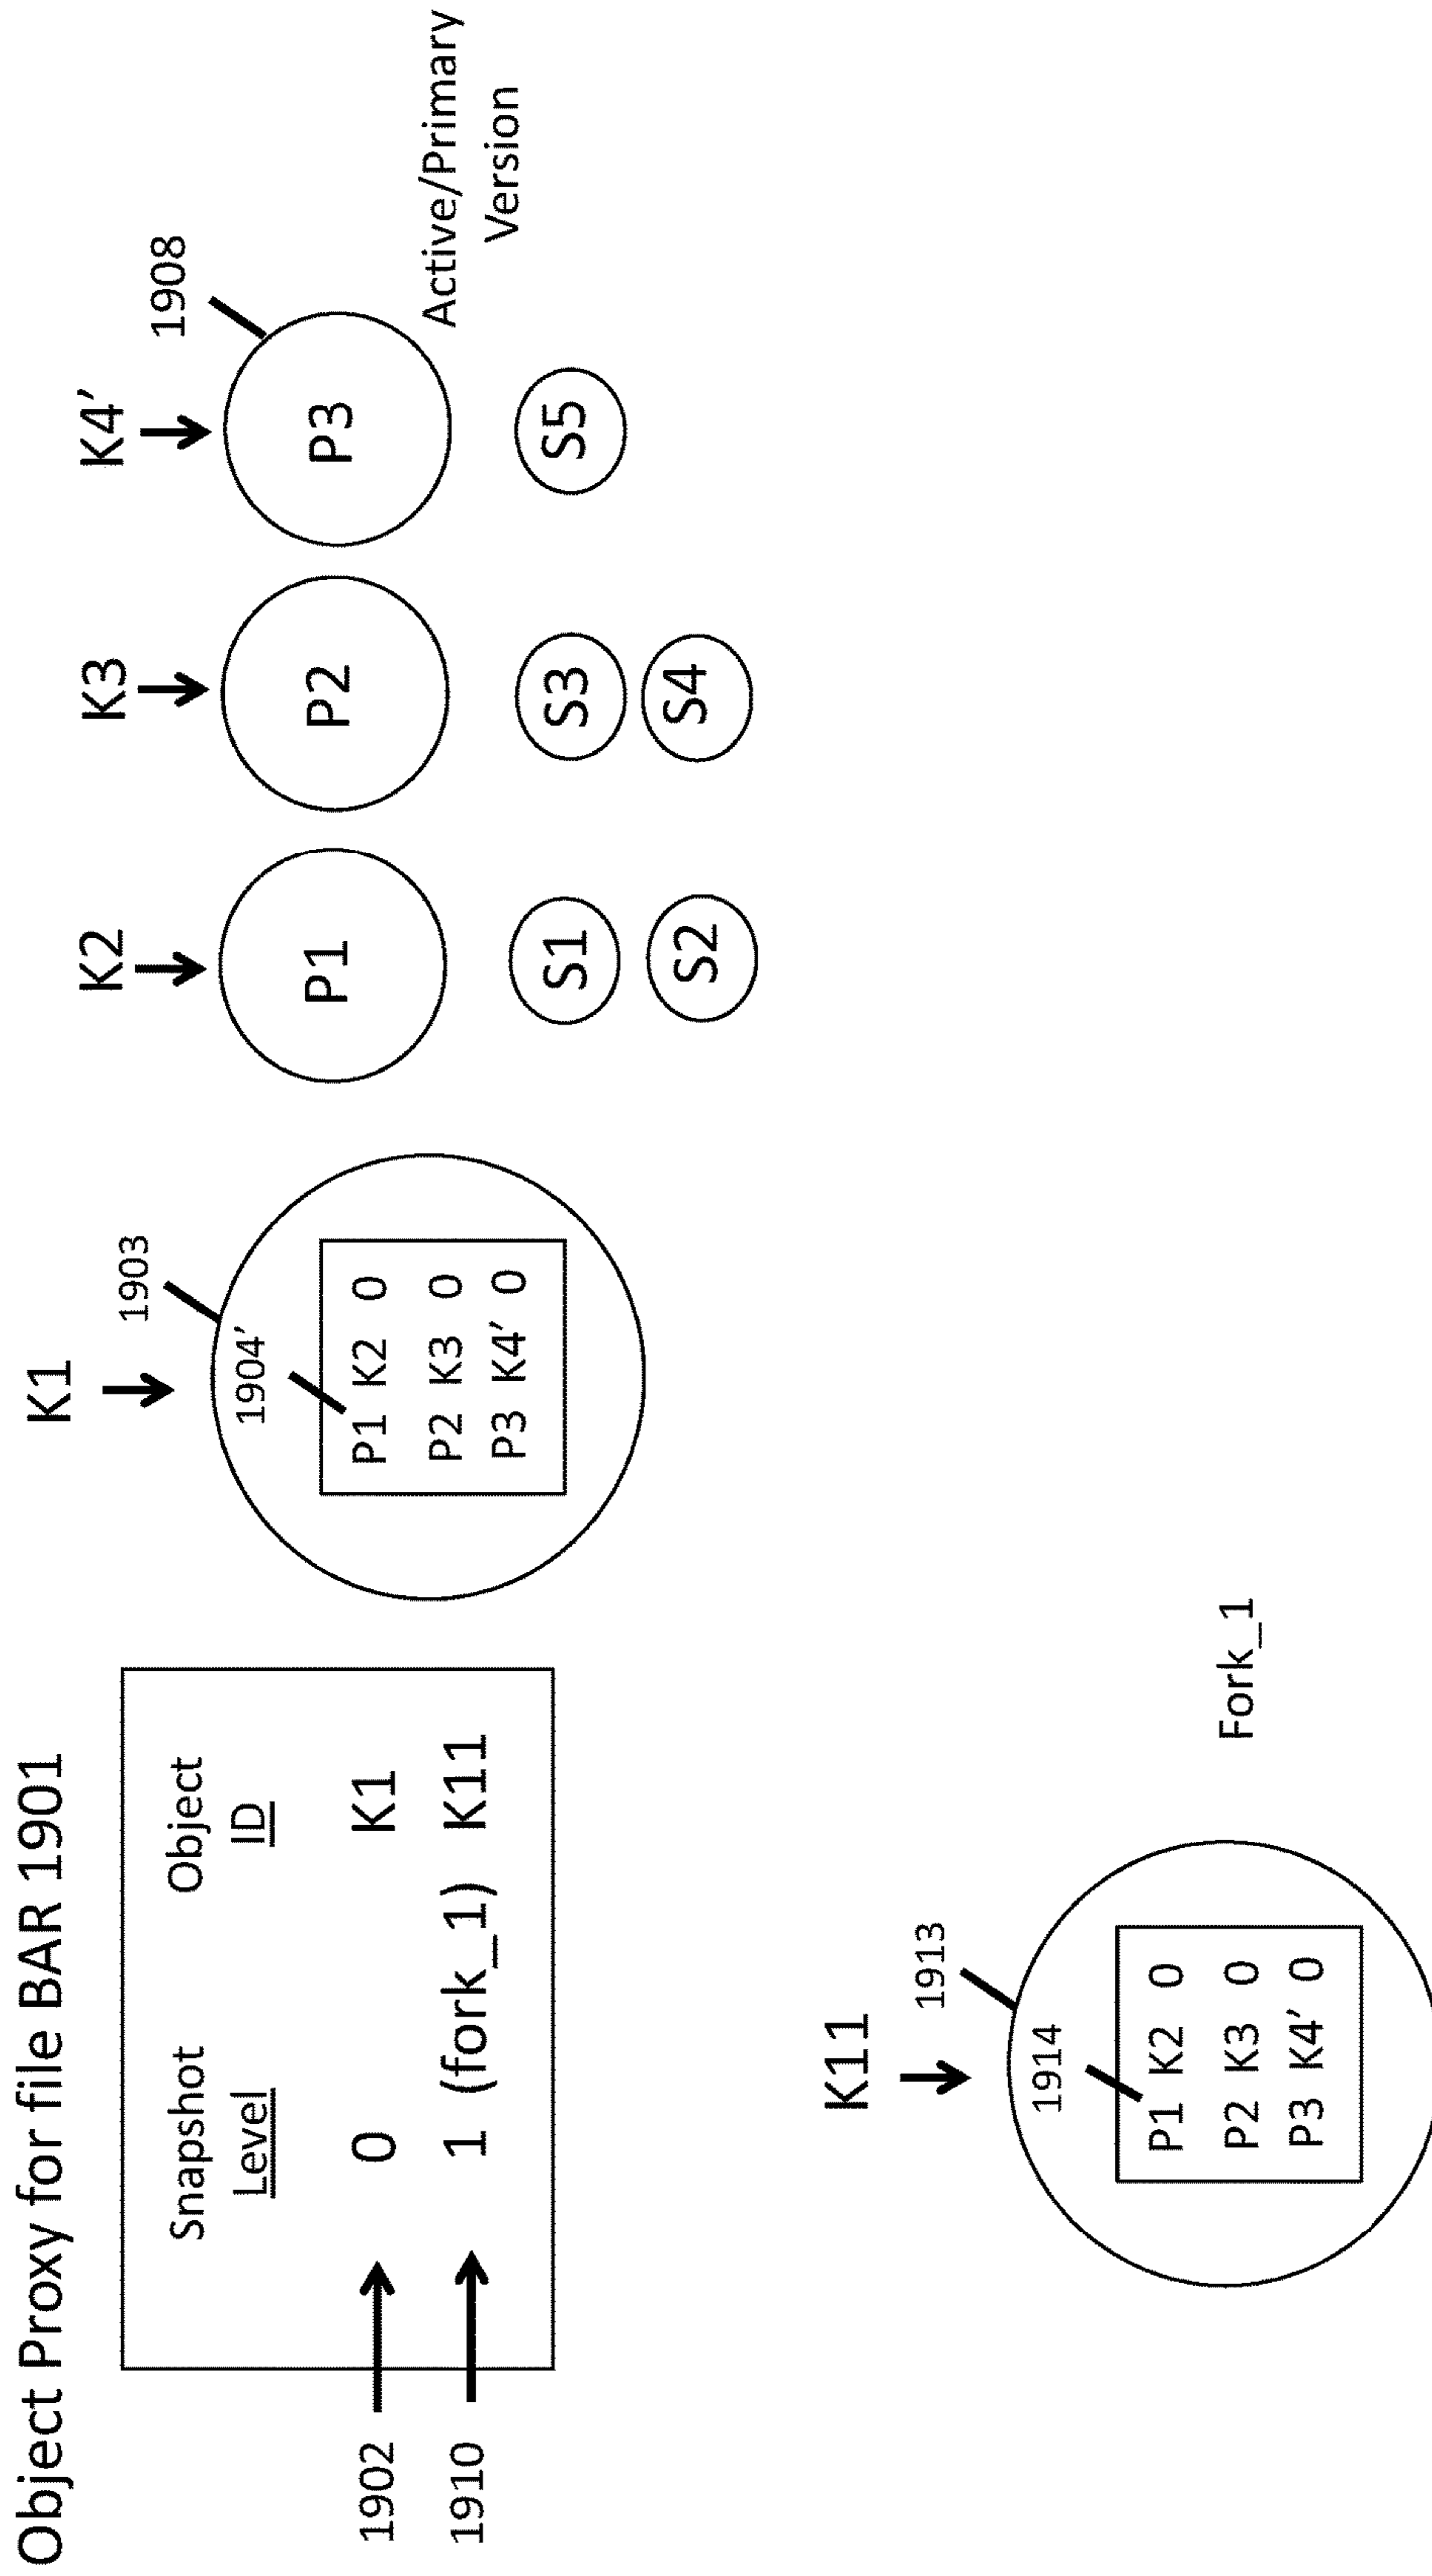 Object Proxy for file BAR 1901
Snapshot Level
Object ID
1902
0 K1
1910
1 (fork_1) K11
K1
1903
1904'
P1 K2 0
P2 K3 0
P3 K4' 0
K2
P1
S1
S2
K3
P2
S3
S4
K4'
1908
P3
S5
Active/Primary
Version
K11
1913
1914
P1 K2 0
P2 K3 0
P3 K4' 0
Fork_1